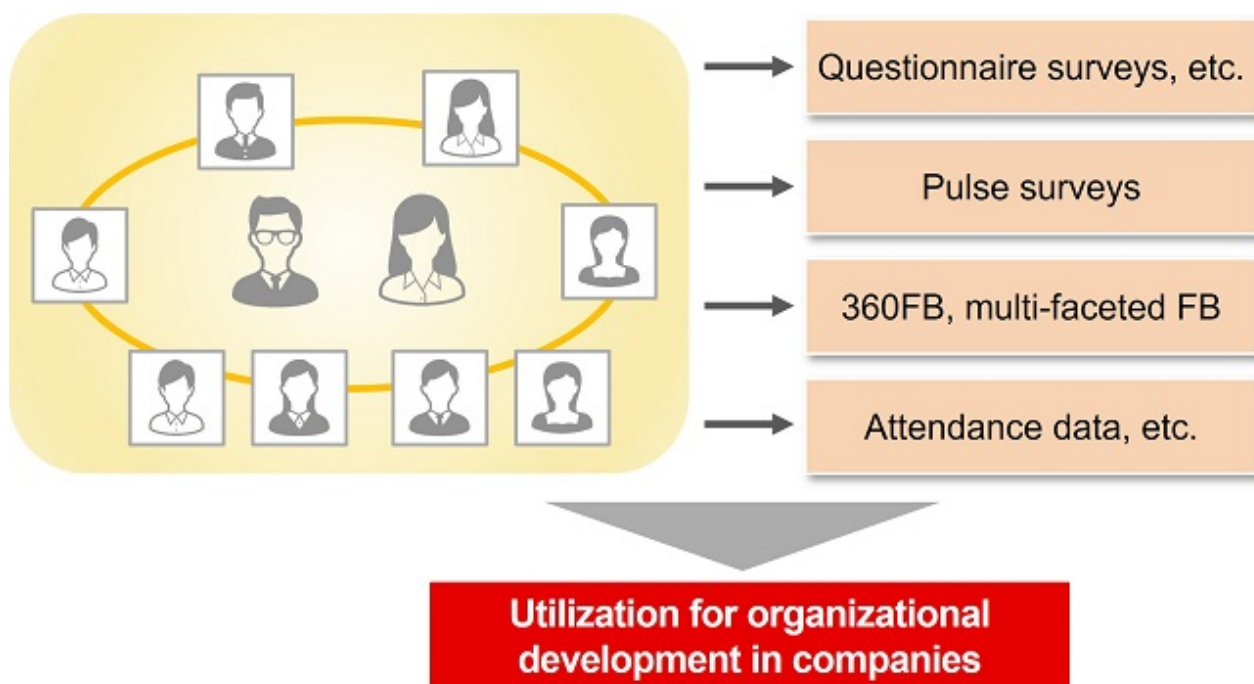 Questionnaire surveys, etc.
Pulse surveys
360FB, multi-faceted FB
Attendance data, etc.
Utilization for organizational
development in companies